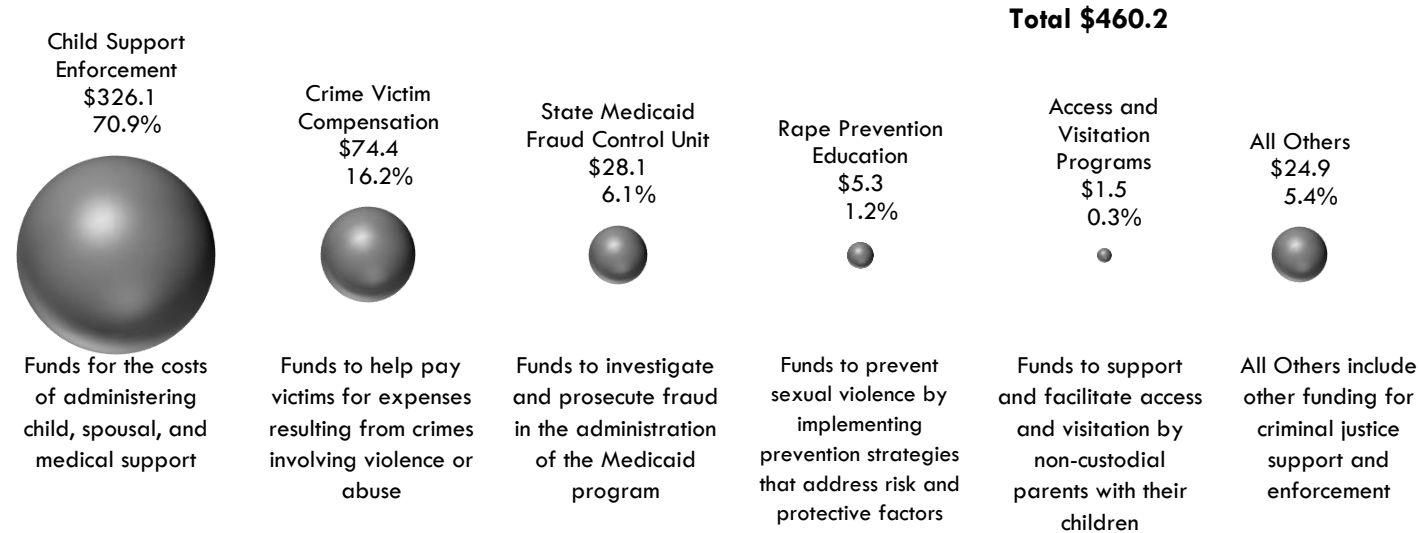 Total $460.2
Child Support
Enforcement
$326.1
70.9%
Funds for the costs
of administering
child, spousal, and
medical support
Crime Victim
Compensation
$74.4
16.2%
Funds to help pay
victims for expenses
resulting from crimes
involving violence or
abuse
State Medicaid
Fraud Control Unit
$28.1
6.1%
Funds to investigate
and prosecute fraud
in the administration
of the Medicaid
program
Rape Prevention
Education
$5.3
1.2%
Funds to prevent
sexual violence by
implementing
prevention strategies
that address risk and
protective factors
Access and
Visitation
Programs
$1.5
0.3%
Funds to support
and facilitate access
and visitation by
non-custodial
parents with their
children
All Others
$24.9
5.4%
All Others include
other funding for
criminal justice
support and
enforcement